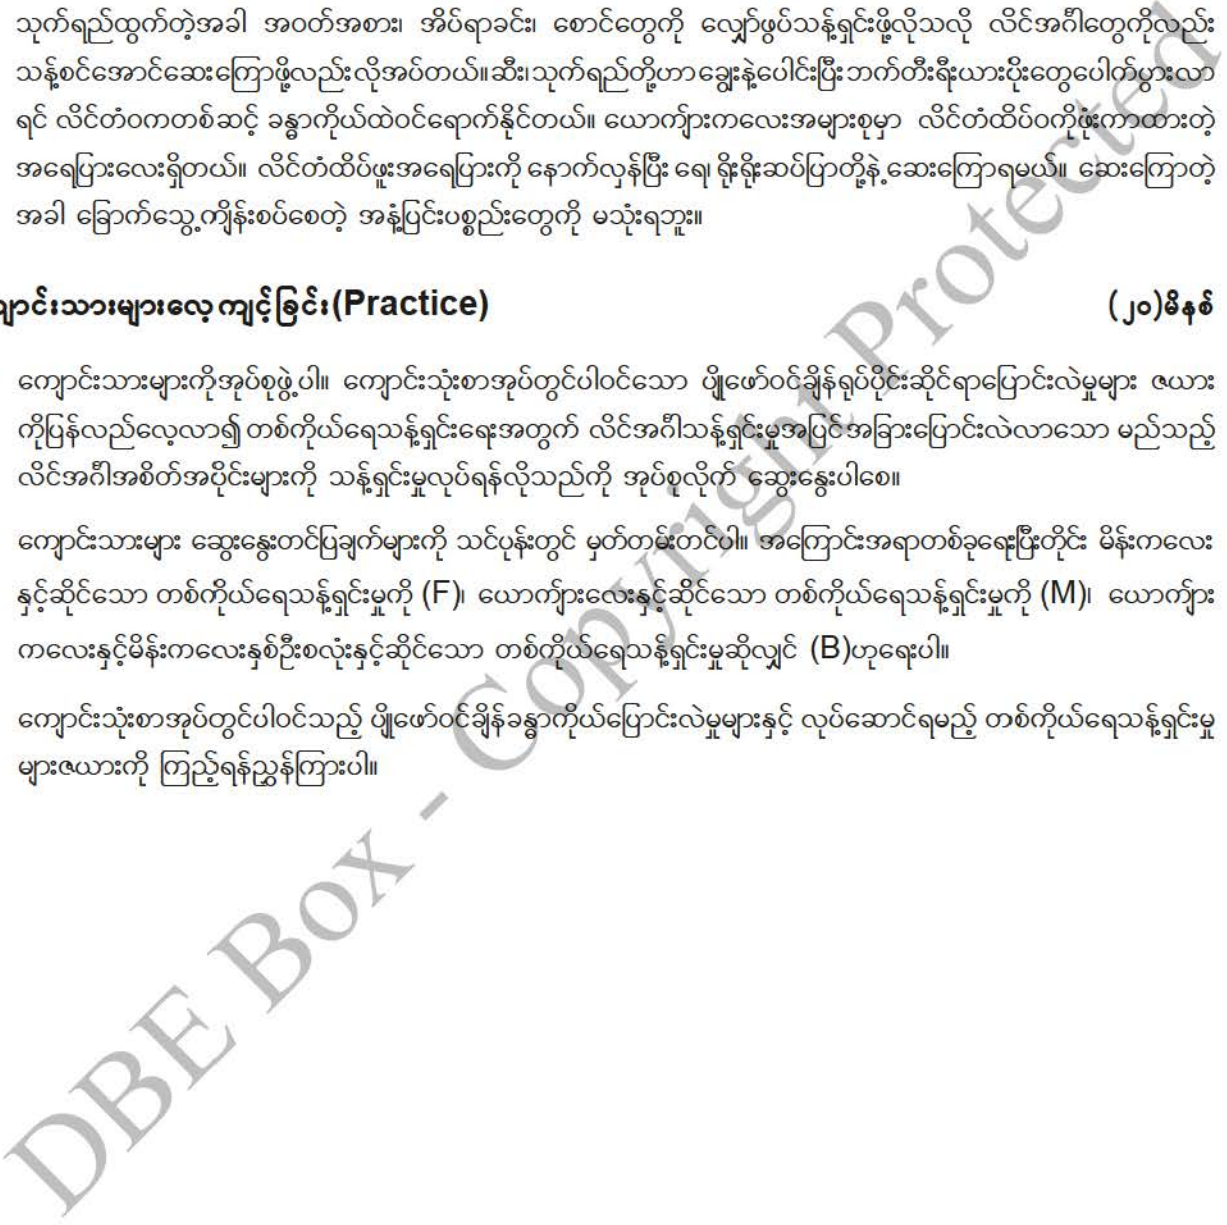 သုက်ရည်ထွက်တဲ့အခါ အဝတ်အစား၊ အိပ်ရာခင်း၊ စောင်တွေကို လျှော်ဖွပ်သန့်ရှင်းဖို့လိုသလို လိင်အင်္ဂါတွေကိုလည်း
သန့်စင်အောင်ဆေးကြောဖို့လည်းလိုအပ်တယ်။ဆီး၊သုက်ရည်တို့ဟာချွေးနဲ့ပေါင်းပြီးဘက်တီးရီးယားပိုးတွေပေါက်ပွားလာ
ရင် လိင်တံဝကတစ်ဆင့် ခန္ဓာကိုယ်ထဲဝင်ရောက်နိုင်တယ်။ ယောက်ျားကလေးအများစုမှာ လိင်တံထိပ်ဝကိုဖုံးကာထားတဲ့
အရေပြားလေးရှိတယ်။ လိင်တံထိပ်ဖူးအရေပြားကို နောက်လှန်ပြီး ရေ၊ ရိုးရိုးဆပ်ပြာတို့နဲ့ ဆေးကြောရမယ်။ ဆေးကြောတဲ့
အခါ ခြောက်သွေ့ကျိန်းစပ်စေတဲ့ အနံ့ပြင်းပစ္စည်းတွေကို မသုံးရဘူး။
ကျောင်းသားများလေ့ကျင့်ခြင်း(Practice) (၂၀)မိနစ်
ကျောင်းသားများကိုအုပ်စုဖွဲ့ပါ။ ကျောင်းသုံးစာအုပ်တွင်ပါဝင်သော ပျိုဖော်ဝင်ချိန်ရုပ်ပိုင်းဆိုင်ရာပြောင်းလဲမှုများ ဇယား
ကိုပြန်လည်လေ့လာ၍ တစ်ကိုယ်ရေသန့်ရှင်းရေးအတွက် လိင်အင်္ဂါသန့်ရှင်းမှုအပြင်အခြားပြောင်းလဲလာသော မည်သည့်
လိင်အင်္ဂါအစိတ်အပိုင်းများကို သန့်ရှင်းမှုလုပ်ရန်လိုသည်ကို အုပ်စုလိုက် ဆွေးနွေးပါစေ။
ကျောင်းသားများ ဆွေးနွေးတင်ပြချက်များကို သင်ပုန်းတွင် မှတ်တမ်းတင်ပါ။ အကြောင်းအရာတစ်ခုရေးပြီးတိုင်း မိန်းကလေး
နှင့်ဆိုင်သော တစ်ကိုယ်ရေသန့်ရှင်းမှုကို (F)၊ ယောက်ျားလေးနှင့်ဆိုင်သော တစ်ကိုယ်ရေသန့်ရှင်းမှုကို (M)၊ ယောက်ျား
ကလေးနှင့်မိန်းကလေးနှစ်ဦးစလုံးနှင့်ဆိုင်သော တစ်ကိုယ်ရေသန့်ရှင်းမှုဆိုလျှင် (B)ဟုရေးပါ။
ကျောင်းသုံးစာအုပ်တွင်ပါဝင်သည့် ပျိုဖော်ဝင်ချိန်ခန္ဓာကိုယ်ပြောင်းလဲမှုများနှင့် လုပ်ဆောင်ရမည့် တစ်ကိုယ်ရေသန့်ရှင်းမှု
များဇယားကို ကြည့်ရန်ညွှန်ကြားပါ။
DBE Box - Copyright Protected